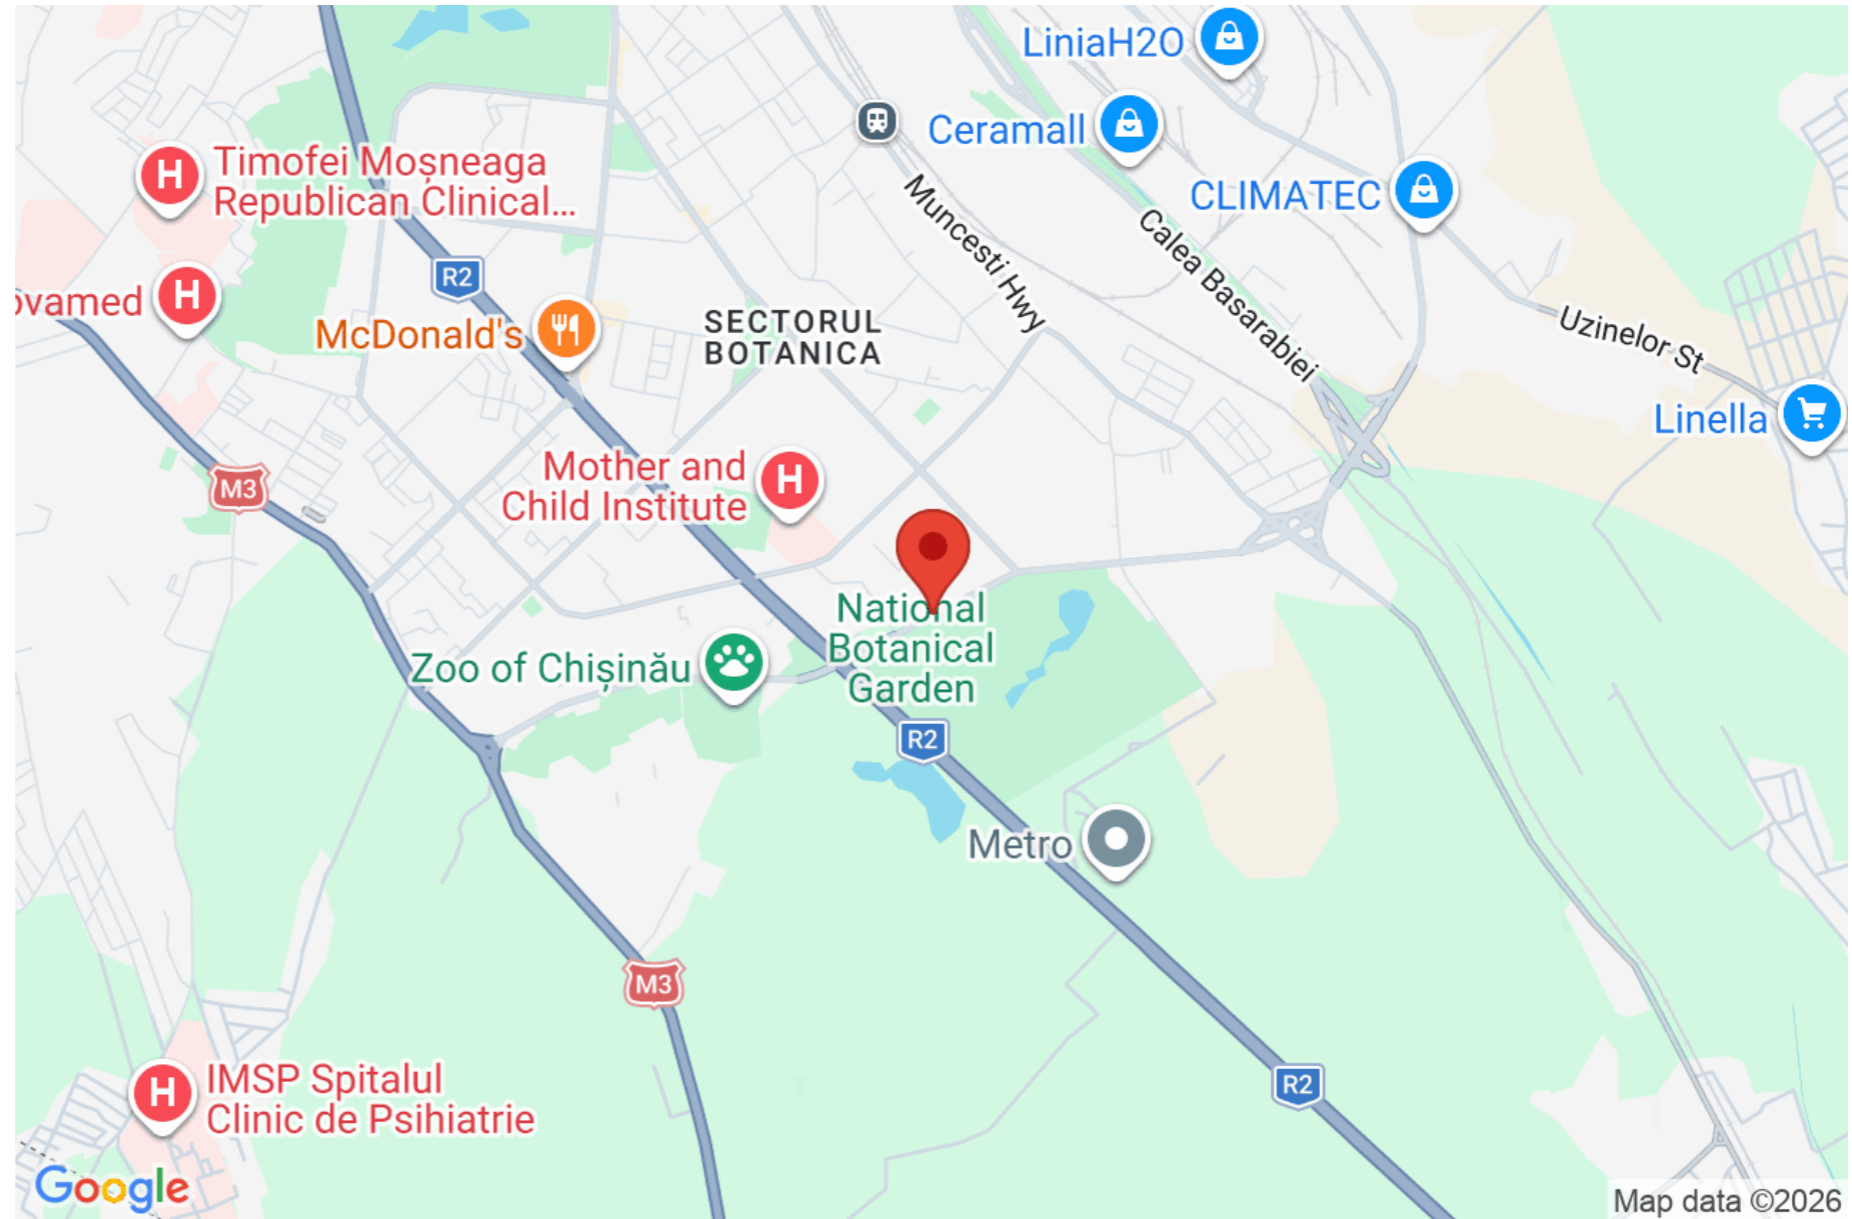 LiniaH2O
Ceramall
Timofei Moșneaga
Republican Clinical...
CLIMATEC
Muncesti Hwy
Calea Basarabiei
R2
ovamed
McDonald's
SECTORUL
BOTANICA
Uzinelor St
Linella
Mother and
Child Institute
M3
National
Botanical
Garden
Zoo of Chișinău
R2
Metro
M3
R2
IMSP Spitalul
Clinic de Psihiatrie
Google
Map data ©2026